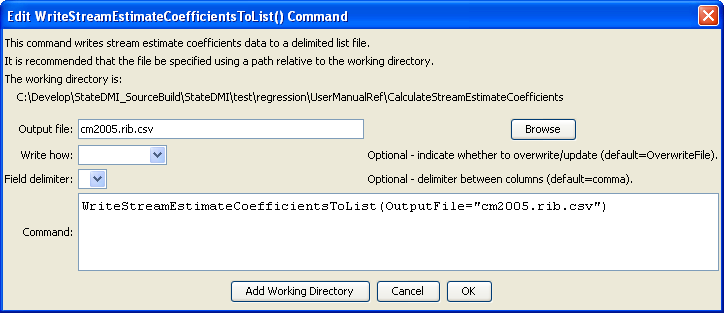 Edit WriteStreamEstimateCoefficientsToList() Command
This command writes stream estimate coefficients data to a delimited list file.
It is recommended that the file be specified using a path relative to the working directory.
The working directory is:
C:\Develop\StateDMI_SourceBuild\StateDMI\test\regression\UserManualRef\CalculateStreamEstimateCoefficients
Output file: cm2005.rib.csv Browse
Write how: Optional - indicate whether to overwrite/update (default=OverwriteFile).
Field delimiter: Optional - delimiter between columns (default=comma).
Command: WriteStreamEstimateCoefficientsToList(OutputFile="cm2005.rib.csv")
Add Working Directory Cancel OK